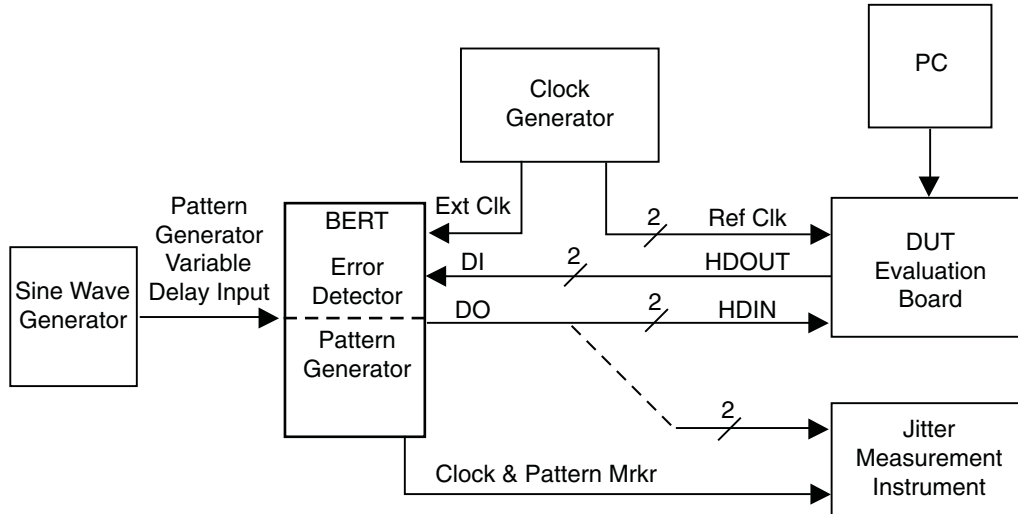 PC
Clock
Generator
Pattern
Generator
Variable
Delay Input
BERT
Ext Clk
2
Ref Clk
DUT
Evaluation
Board
Sine Wave
Generator
Error
Detector
DI
2
HDOUT
DO
2
HDIN
Pattern
Generator
2
Jitter
Measurement
Instrument
Clock & Pattern Mrkr